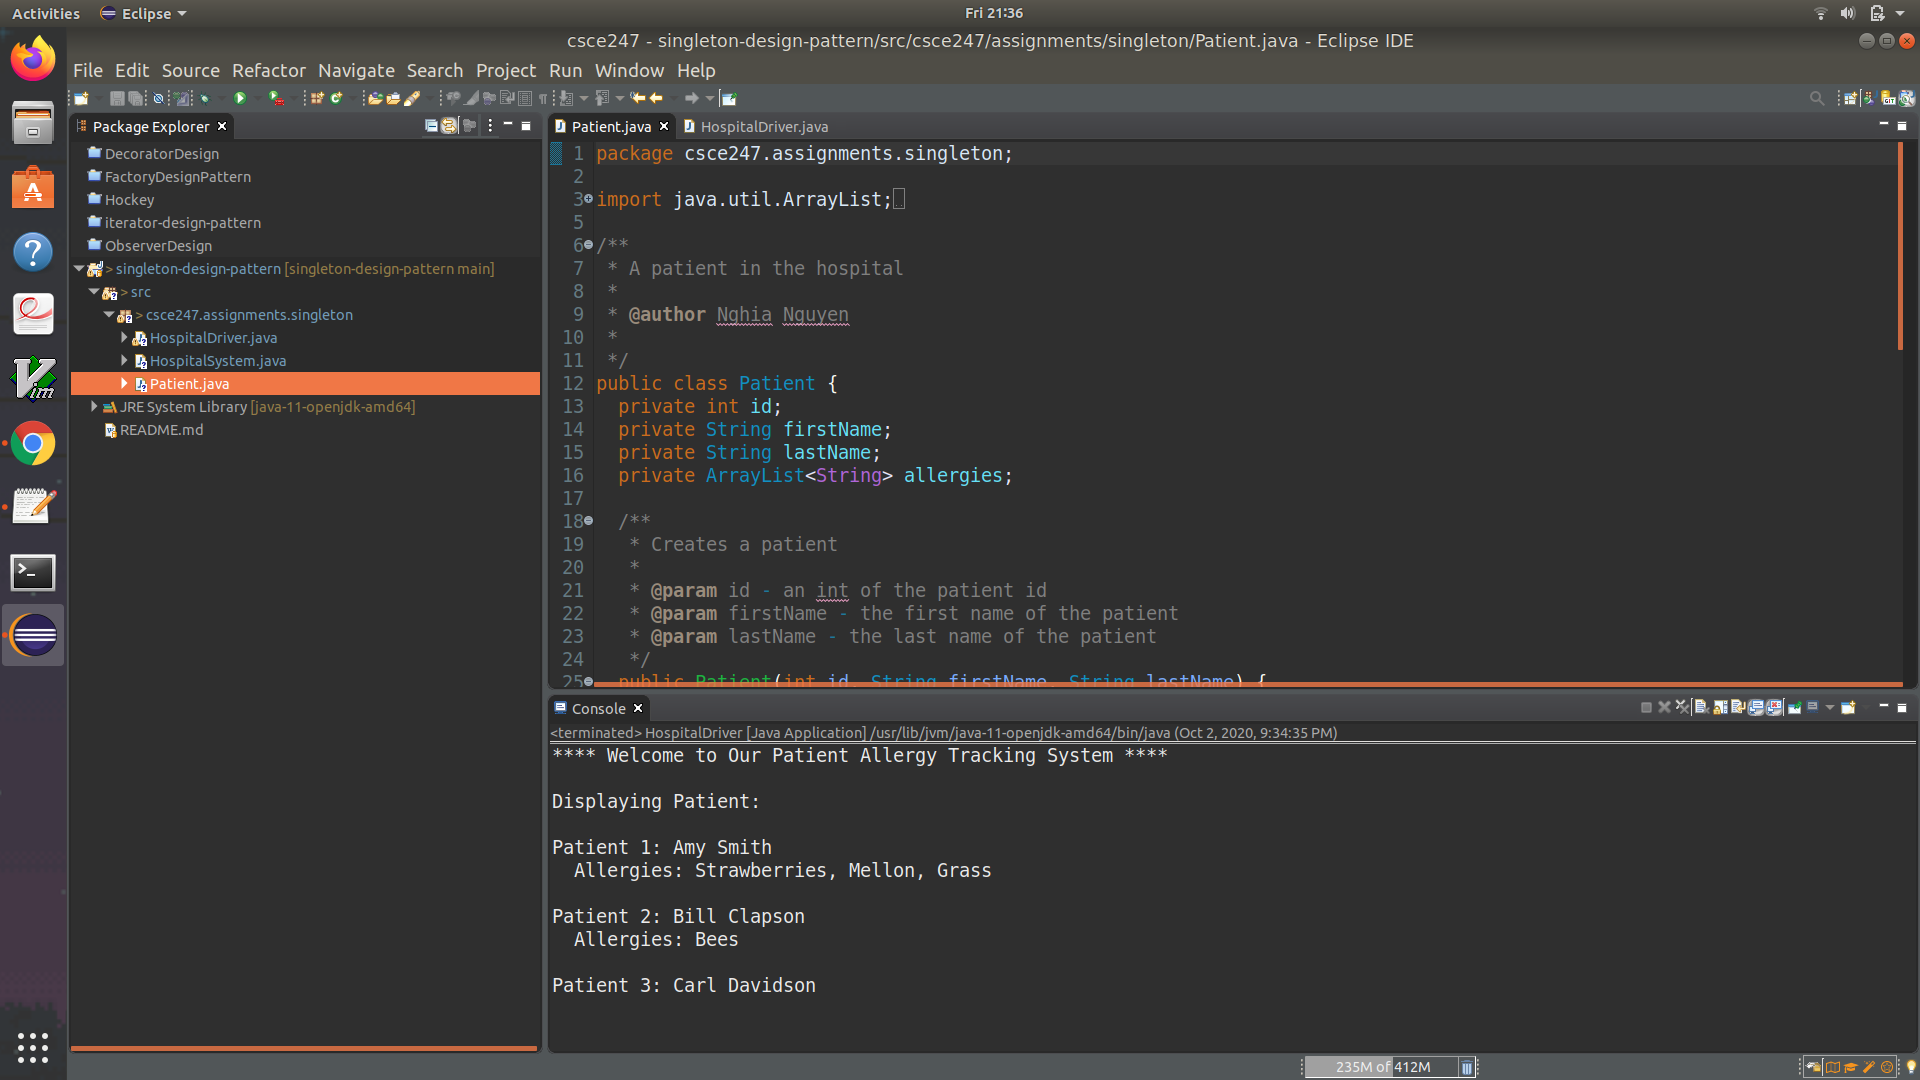 Activities
Eclipse
Fri 21:36
csce247 - singleton-design-pattern/src/csce247/assignments/singleton/Patient.java - Eclipse IDE
File Edit Source Refactor Navigate Search Project Run Window Help
Package Explorer
DecoratorDesign
FactoryDesignPattern
Hockey
iterator-design-pattern
ObserverDesign
> singleton-design-pattern [singleton-design-pattern main]
> src
> csce247.assignments.singleton
HospitalDriver.java
HospitalSystem.java
Patient.java
JRE System Library [java-11-openjdk-amd64]
README.md
Patient.java
HospitalDriver.java
1 package csce247.assignments.singleton;
2
3 import java.util.ArrayList;
5
6 /**
7 * A patient in the hospital
8 *
9 * @author Nghia Nguyen
10 *
11 */
12 public class Patient {
13 private int id;
14 private String firstName;
15 private String lastName;
16 private ArrayList<String> allergies;
17
18 /**
19 * Creates a patient
20 *
21 * @param id - an int of the patient id
22 * @param firstName - the first name of the patient
23 * @param lastName - the last name of the patient
24 */
25 public Patient(int id, String firstName, String lastName) {
Console
<terminated> HospitalDriver [Java Application] /usr/lib/jvm/java-11-openjdk-amd64/bin/java (Oct 2, 2020, 9:34:35 PM)
**** Welcome to Our Patient Allergy Tracking System ****
Displaying Patient:
Patient 1: Amy Smith
Allergies: Strawberries, Mellon, Grass
Patient 2: Bill Clapson
Allergies: Bees
Patient 3: Carl Davidson
235M of 412M